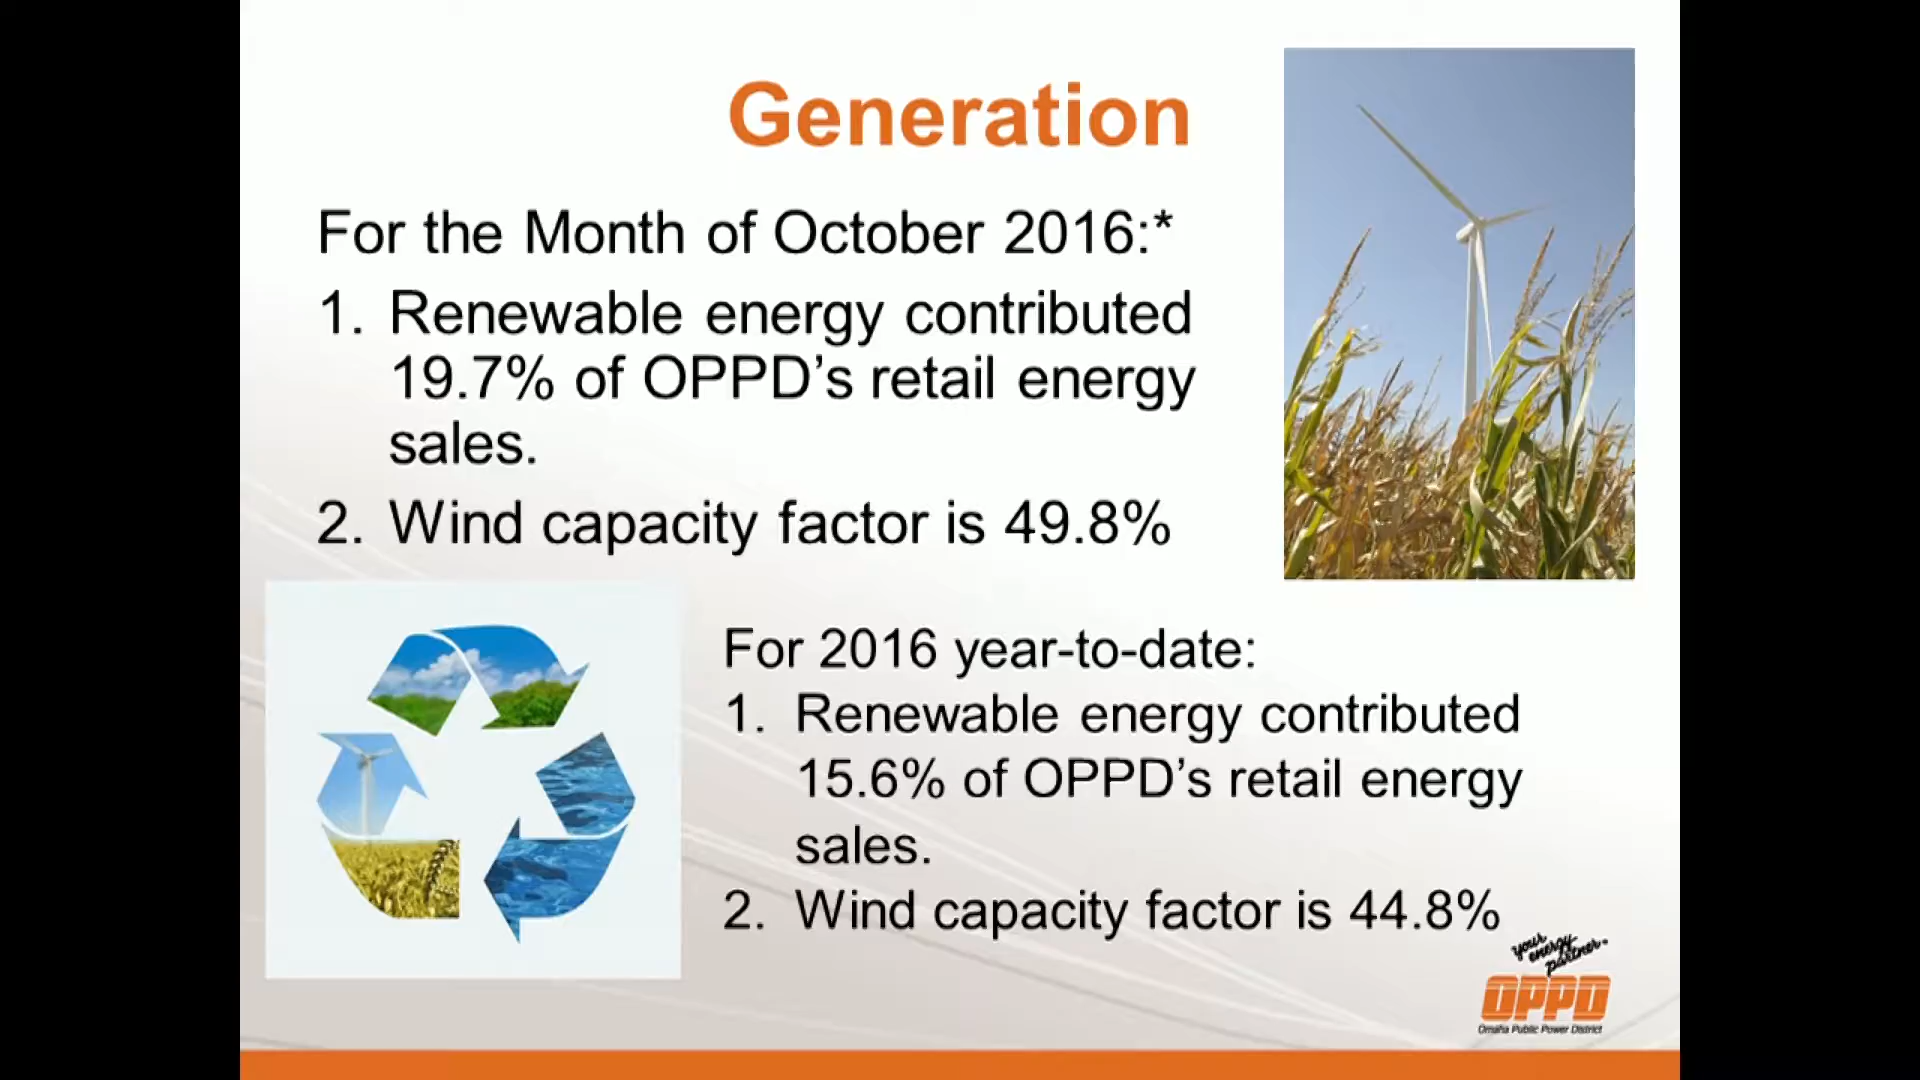 Generation
For the Month of October 2016:*
1. Renewable energy contributed
19.7% of OPPD’s retail energy
sales.
2. Wind capacity factor is 49.8%
For 2016 year-to-date:
1. Renewable energy contributed
15.6% of OPPD’s retail energy
sales.
2. Wind capacity factor is 44.8%
your
energy
partner
OPPD
Omaha Public Power District